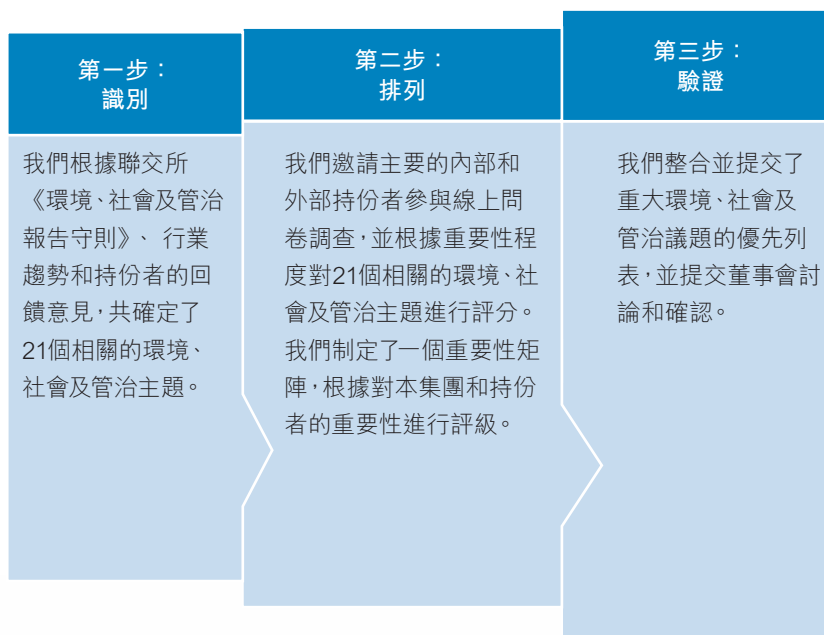 第一步：
識別
我們根據聯交所
《環境、社會及管治
報告守則》、 行業
趨勢和持份者的回
饋意見，共確定了
21個相關的環境、
社會及管治主題。
第二步：
排列
我們邀請主要的內部和
外部持份者參與線上問
卷調查，並根據重要性程
度對21個相關的環境、社
會及管治主題進行評分。
我們制定了一個重要性矩
陣，根據對本集團和持份
者的重要性進行評級。
第三步：
驗證
我們整合並提交了
重大環境、社會及
管治議題的優先列
表，並提交董事會討
論和確認。